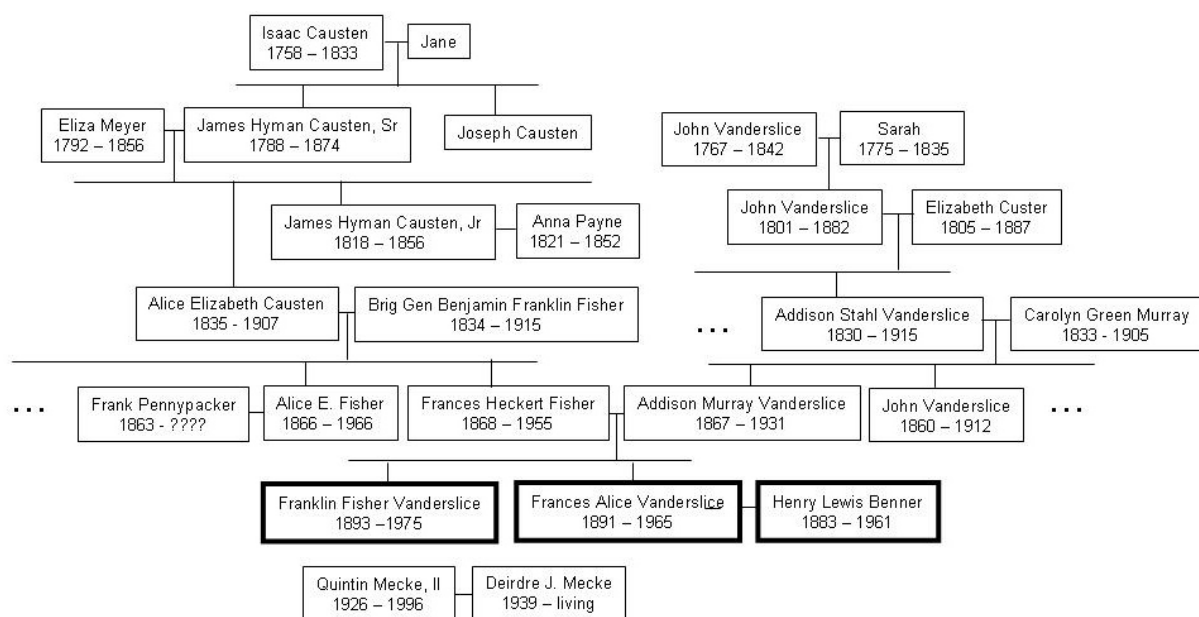 Isaac Causten
1758 – 1833
Jane
Eliza Meyer
1792 – 1856
James Hyman Causten, Sr
1788 – 1874
Joseph Causten
John Vanderslice
1767 – 1842
Sarah
1775 – 1835
James Hyman Causten, Jr
1818 – 1856
Anna Payne
1821 – 1852
John Vanderslice
1801 – 1882
Elizabeth Custer
1805 – 1887
Alice Elizabeth Causten
1835 - 1907
Brig Gen Benjamin Franklin Fisher
1834 – 1915
...
Addison Stahl Vanderslice
1830 – 1915
Carolyn Green Murray
1833 - 1905
...
Frank Pennypacker
1863 - ????
Alice E. Fisher
1866 – 1966
Frances Heckert Fisher
1868 – 1955
Addison Murray Vanderslice
1867 – 1931
John Vanderslice
1860 – 1912
...
Franklin Fisher Vanderslice
1893 –1975
Frances Alice Vanderslice
1891 – 1965
Henry Lewis Benner
1883 – 1961
Quintin Mecke, II
1926 – 1996
Deirdre J. Mecke
1939 – living